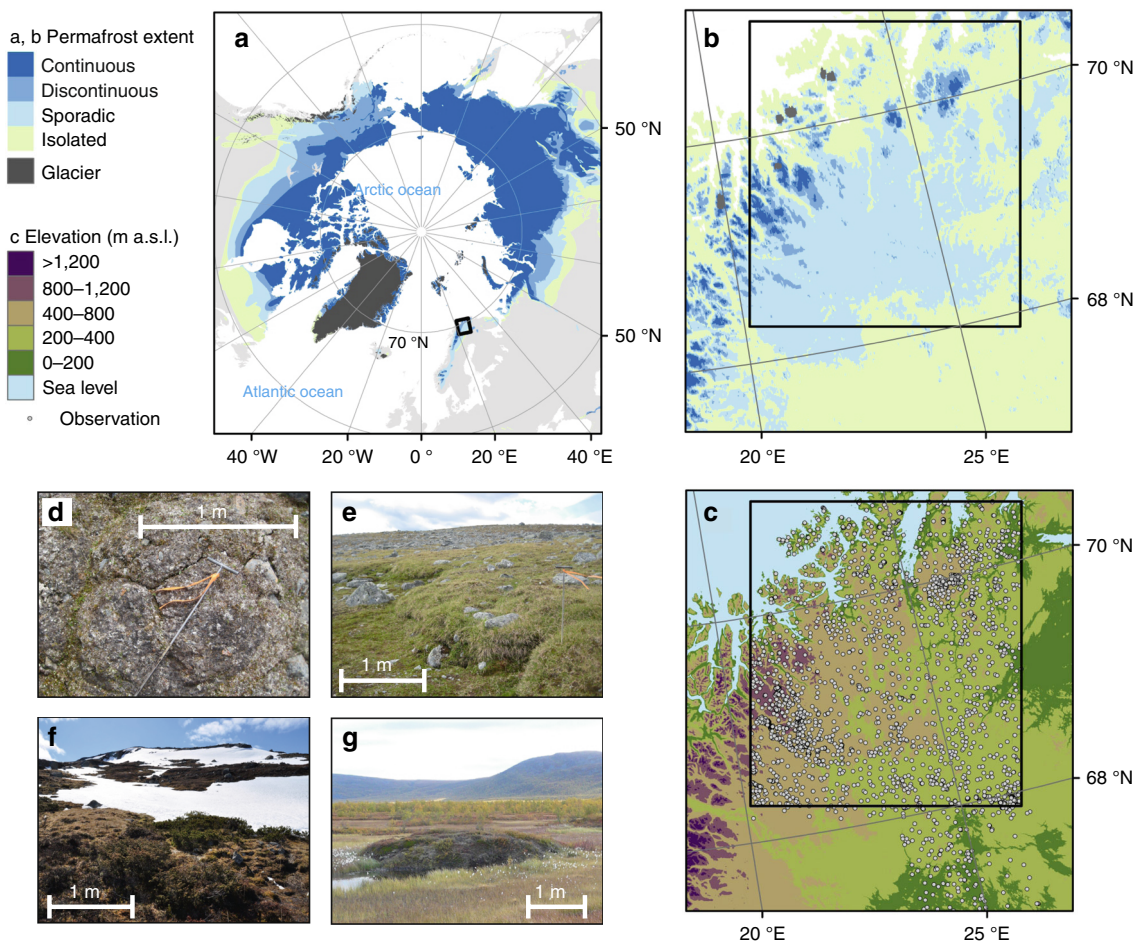 a, b Permafrost extent
Continuous
Discontinuous
Sporadic
Isolated
Glacier
c Elevation (m a.s.l.)
>1,200
800–1,200
400–800
200–400
0–200
Sea level
Observation
a
Arctic ocean
70 °N
Atlantic ocean
50 °N
50 °N
40 °W
20 °W
0 °
20 °E
40 °E
b
70 °N
68 °N
20 °E
25 °E
d
1 m
e
1 m
f
1 m
g
1 m
c
70 °N
68 °N
20 °E
25 °E